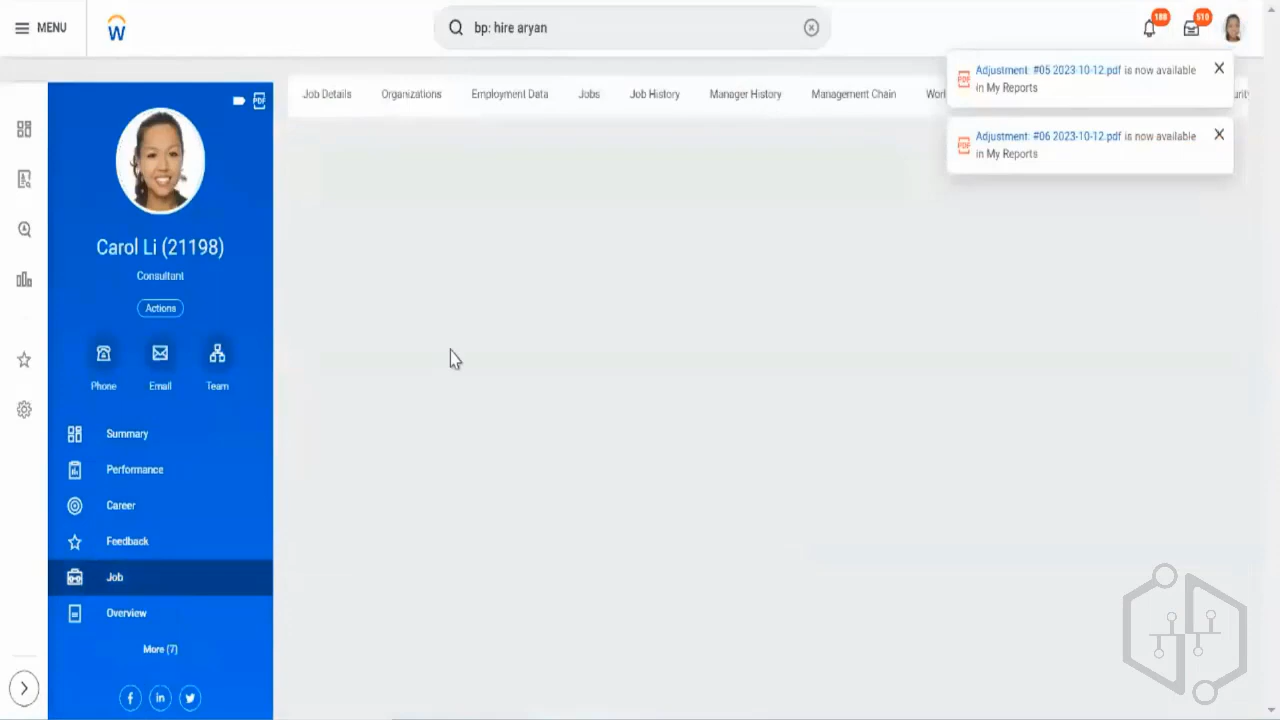 MENU
bp: hire aryan
188
510
Adjustment: #05 2023-10-12.pdf is now available
in My Reports
Adjustment: #06 2023-10-12.pdf is now available
in My Reports
Job Details
Organizations
Employment Data
Jobs
Job History
Manager History
Management Chain
PDF
Carol Li (21198)
Consultant
Actions
Phone
Email
Team
Summary
Performance
Career
Feedback
Job
Overview
More (7)